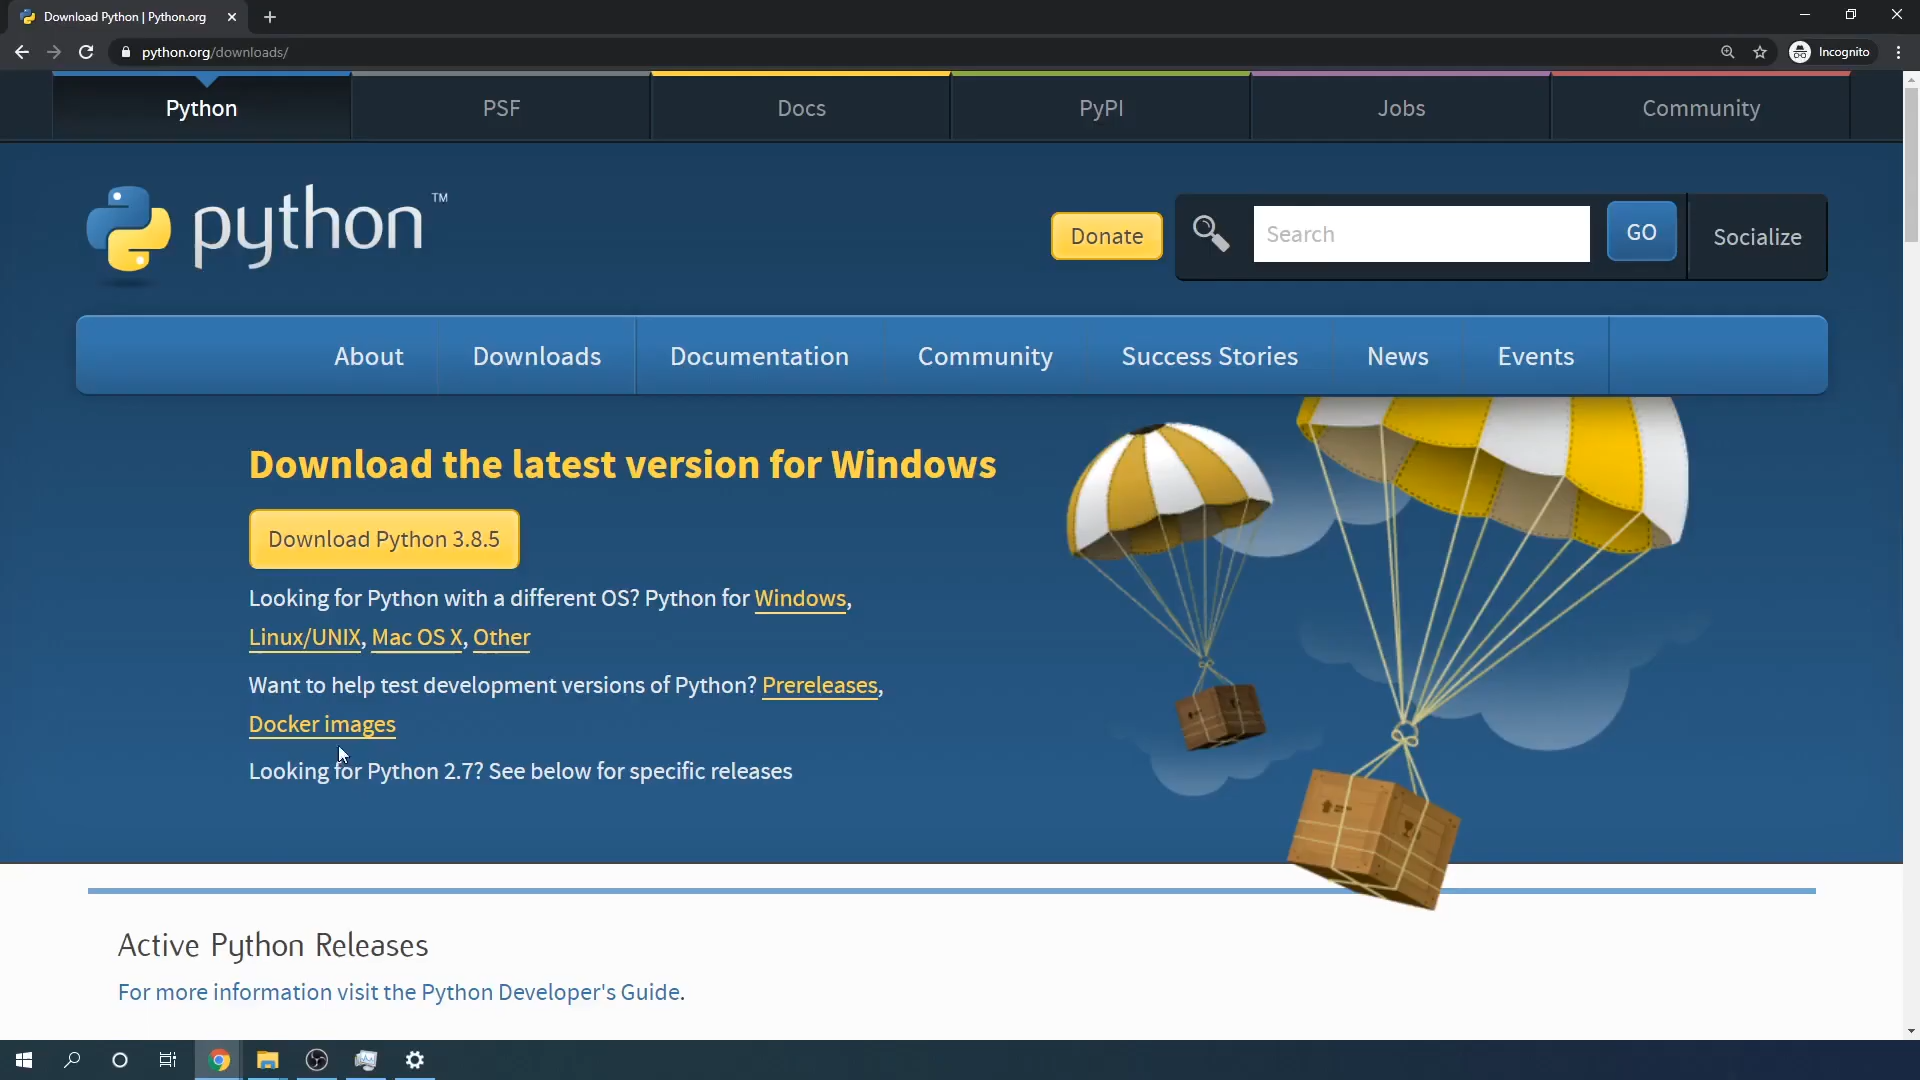 Download Python | Python.org
python.org/downloads/
Incognito
Python PSF Docs PyPI Jobs Community
python™
Donate
Search
GO
Socialize
About Downloads Documentation Community Success Stories News Events
Download the latest version for Windows
Download Python 3.8.5
Looking for Python with a different OS? Python for Windows,
Linux/UNIX, Mac OS X, Other
Want to help test development versions of Python? Prereleases,
Docker images
Looking for Python 2.7? See below for specific releases
Active Python Releases
For more information visit the Python Developer's Guide.